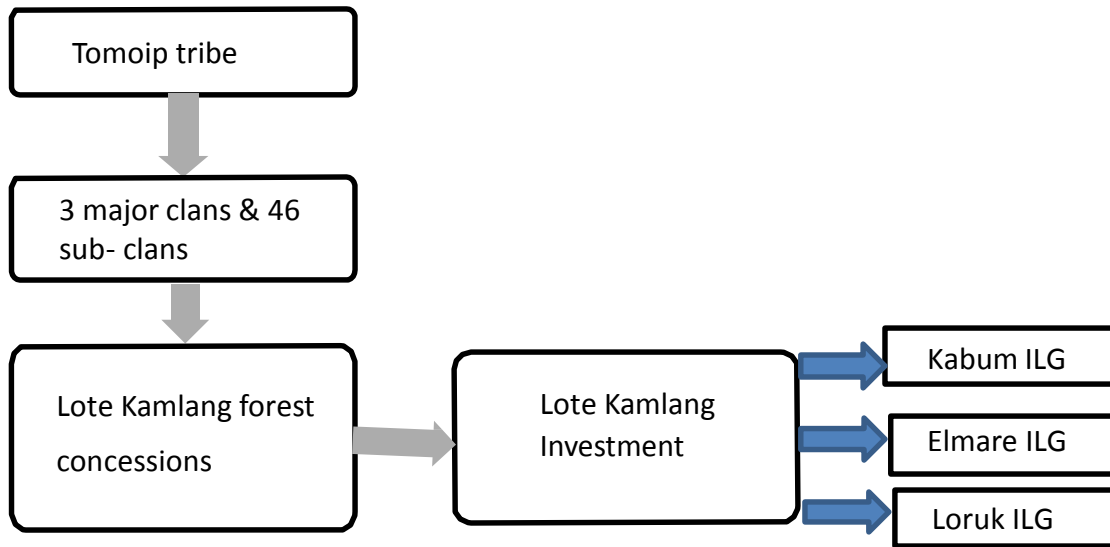 Tomoip tribe
3 major clans & 46
sub- clans
Lote Kamlang forest
concessions
Lote Kamlang
Investment
Kabum ILG
Elmare ILG
Loruk ILG